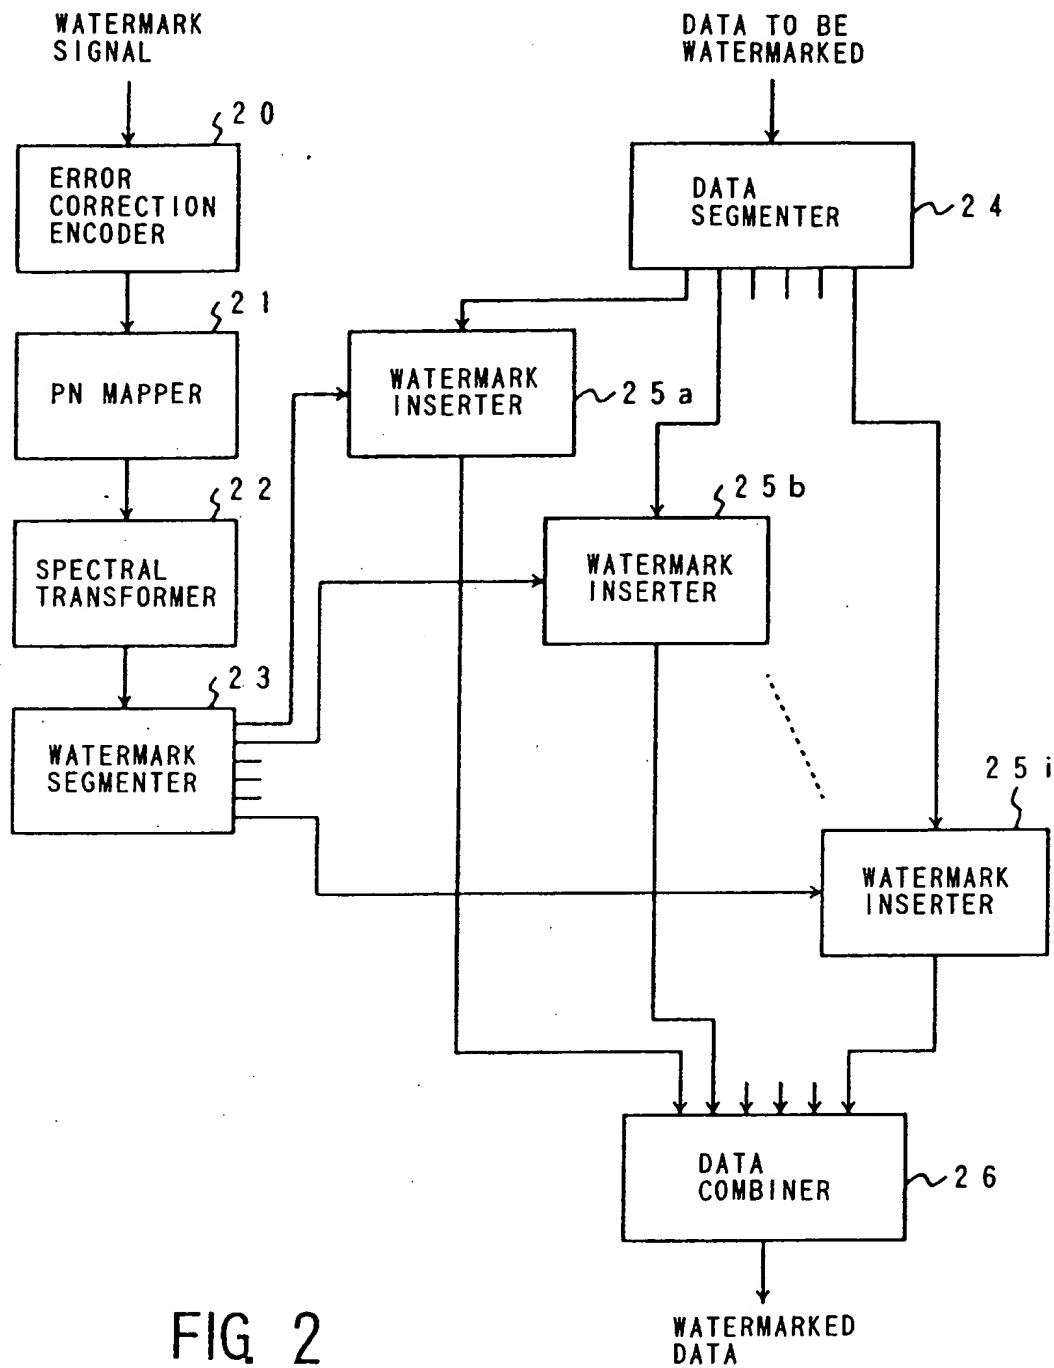 WATERMARK
SIGNAL
DATA TO BE
WATERMARKED
20
ERROR
CORRECTION
ENCODER
DATA
SEGMENTER
24
21
PN MAPPER
WATERMARK
INSERTER
25a
22
SPECTRAL
TRANSFORMER
25b
WATERMARK
INSERTER
23
WATERMARK
SEGMENTER
25i
WATERMARK
INSERTER
DATA
COMBINER
26
WATERMARKED
DATA
FIG. 2